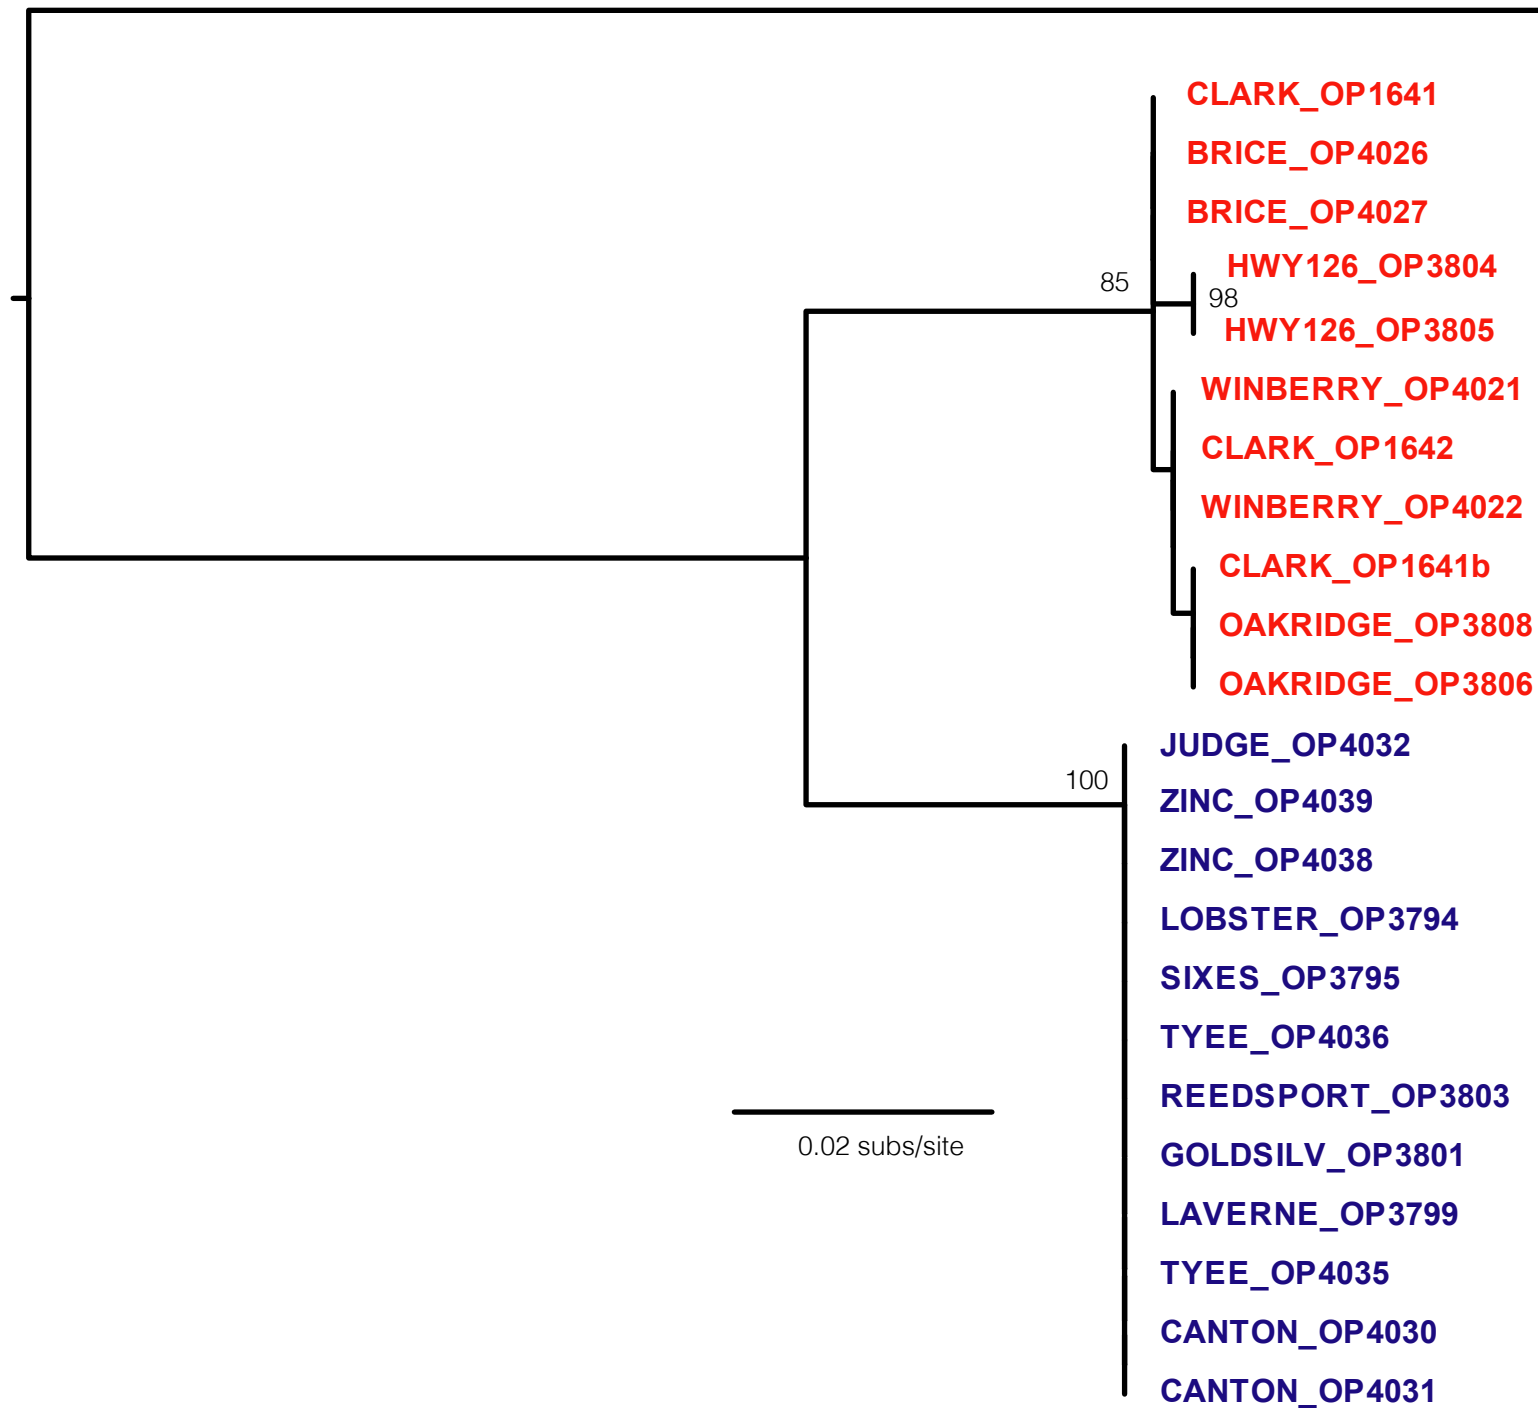 CLARK_OP1641
BRICE_OP4026
BRICE_OP4027
HWY126_OP3804
85
98
HWY126_OP3805
WINBERRY_OP4021
CLARK_OP1642
WINBERRY_OP4022
CLARK_OP1641b
OAKRIDGE_OP3808
OAKRIDGE_OP3806
JUDGE_OP4032
100
ZINC_OP4039
ZINC_OP4038
LOBSTER_OP3794
SIXES_OP3795
TYEE_OP4036
REEDSPORT_OP3803
0.02 subs/site
GOLDSILV_OP3801
LAVERNE_OP3799
TYEE_OP4035
CANTON_OP4030
CANTON_OP4031